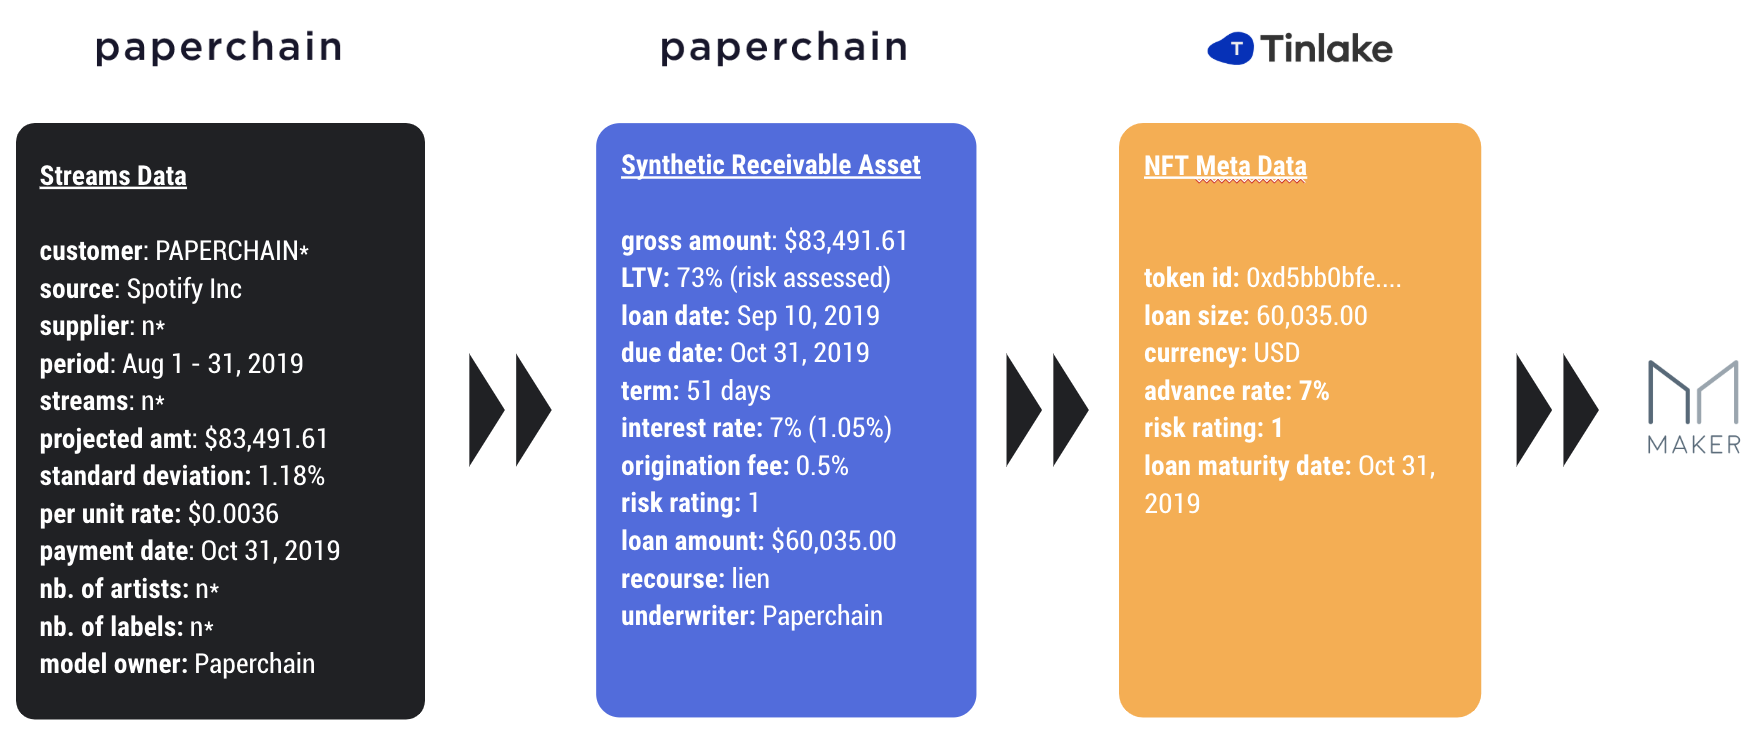 paperchain
Streams Data
customer: PAPERCHAIN*
source: Spotify Inc
supplier: n*
period: Aug 1 - 31, 2019
streams: n*
projected amt: $83,491.61
standard deviation: 1.18%
per unit rate: $0.0036
payment date: Oct 31, 2019
nb. of artists: n*
nb. of labels: n*
model owner: Paperchain
paperchain
Synthetic Receivable Asset
gross amount: $83,491.61
LTV: 73% (risk assessed)
loan date: Sep 10, 2019
due date: Oct 31, 2019
term: 51 days
interest rate: 7% (1.05%)
origination fee: 0.5%
risk rating: 1
loan amount: $60,035.00
recourse: lien
underwriter: Paperchain
T Tinlake
NFT Meta Data
token id: 0xd5bb0bfe....
loan size: 60,035.00
currency: USD
advance rate: 7%
risk rating: 1
loan maturity date: Oct 31,
2019
MAKER